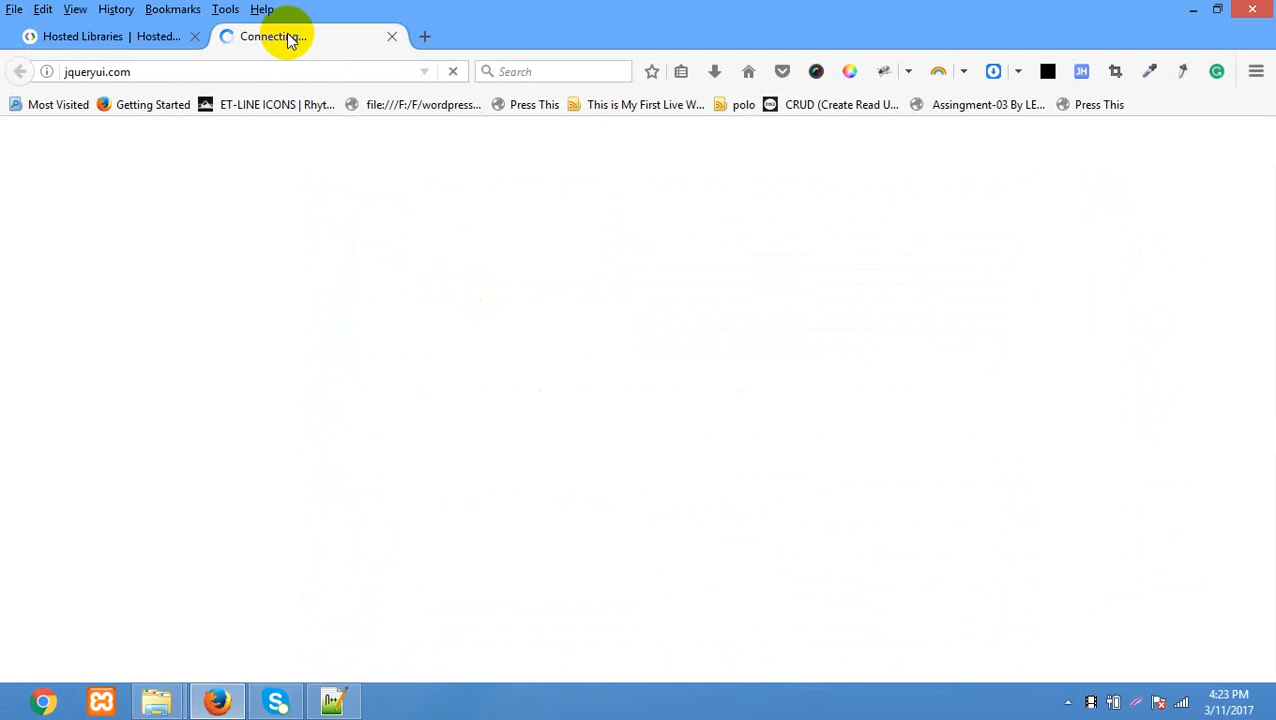 File Edit View History Bookmarks Tools Help
Hosted Libraries | Hosted... Connecting...
jqueryui.com Search JH
Most Visited Getting Started ET-LINE ICONS | Rhyt... file:///F:/F/wordpress... Press This This is My First Live W... polo CRUD (Create Read U... Assingment-03 By LE... Press This
4:23 PM
3/11/2017